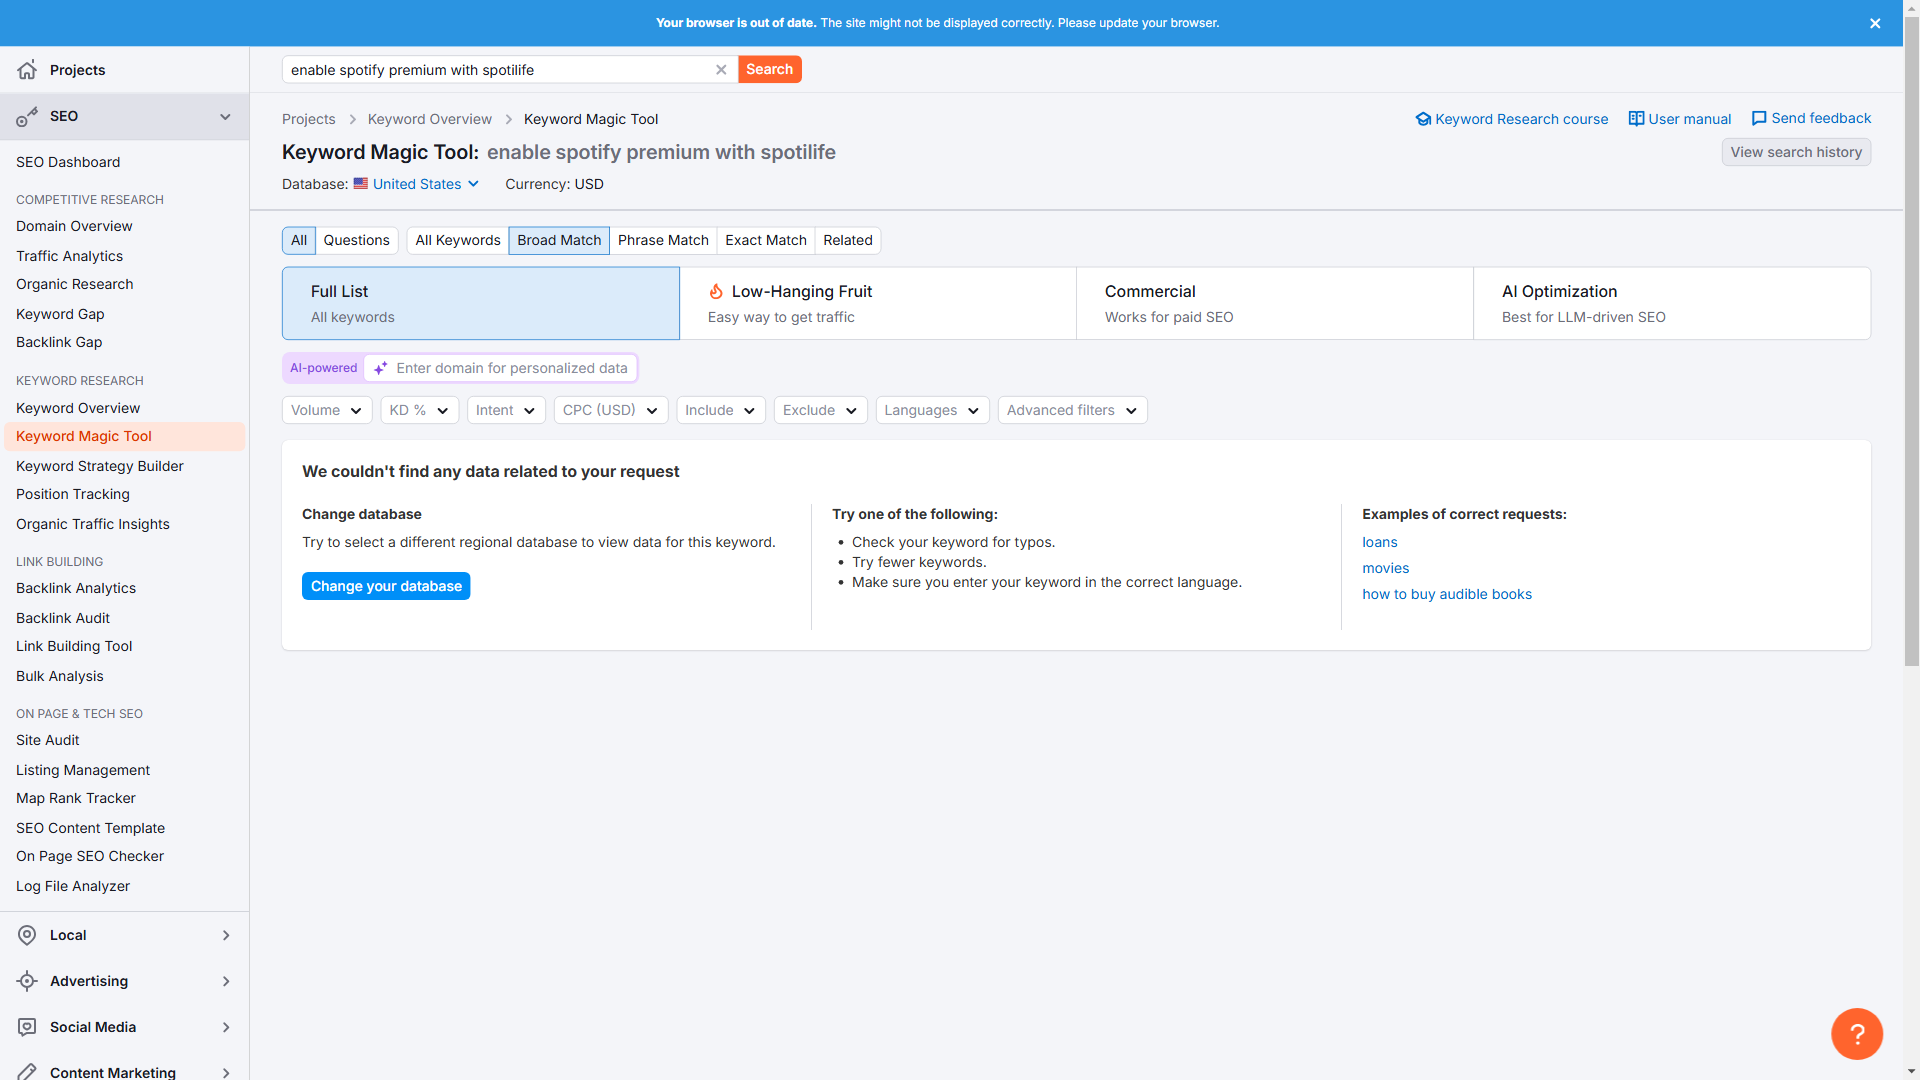 Your browser is out of date. The site might not be displayed correctly. Please update your browser.
Projects
SEO
SEO Dashboard
COMPETITIVE RESEARCH
Domain Overview
Traffic Analytics
Organic Research
Keyword Gap
Backlink Gap
KEYWORD RESEARCH
Keyword Overview
Keyword Magic Tool
Keyword Strategy Builder
Position Tracking
Organic Traffic Insights
LINK BUILDING
Backlink Analytics
Backlink Audit
Link Building Tool
Bulk Analysis
ON PAGE & TECH SEO
Site Audit
Listing Management
Map Rank Tracker
SEO Content Template
On Page SEO Checker
Log File Analyzer
Local
Advertising
Social Media
Content Marketing
enable spotify premium with spotilife
Search
Projects > Keyword Overview > Keyword Magic Tool
Keyword Research course
User manual
Send feedback
Keyword Magic Tool: enable spotify premium with spotilife
View search history
Database: United States
Currency: USD
All
Questions
All Keywords
Broad Match
Phrase Match
Exact Match
Related
Full List
All keywords
Low-Hanging Fruit
Easy way to get traffic
Commercial
Works for paid SEO
AI Optimization
Best for LLM-driven SEO
AI-powered
Enter domain for personalized data
Volume
KD %
Intent
CPC (USD)
Include
Exclude
Languages
Advanced filters
We couldn't find any data related to your request
Change database
Try to select a different regional database to view data for this keyword.
Change your database
Try one of the following:
• Check your keyword for typos.
• Try fewer keywords.
• Make sure you enter your keyword in the correct language.
Examples of correct requests:
loans
movies
how to buy audible books
?